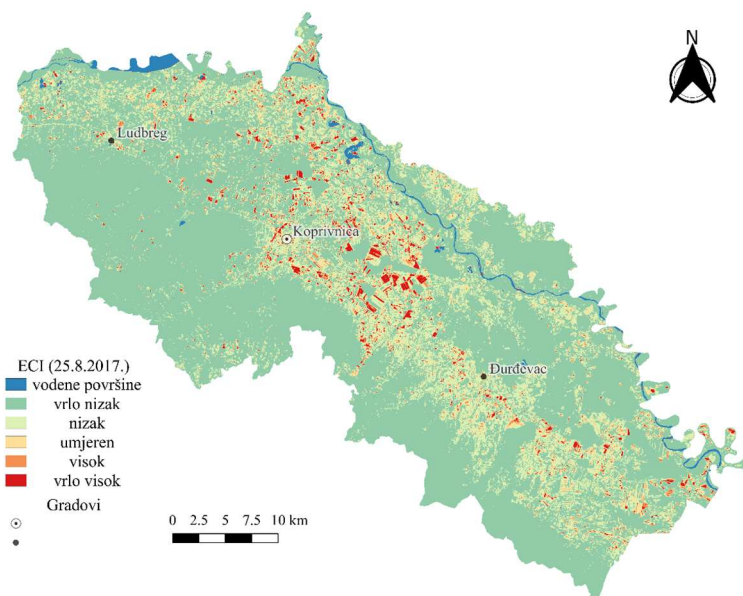 N
Ludbreg
Koprivnica
Đurđevac
ECI (25.8.2017.)
vodene površine
vrlo nizak
nizak
umjeren
visok
vrlo visok
Gradovi
0 2.5 5 7.5 10 km